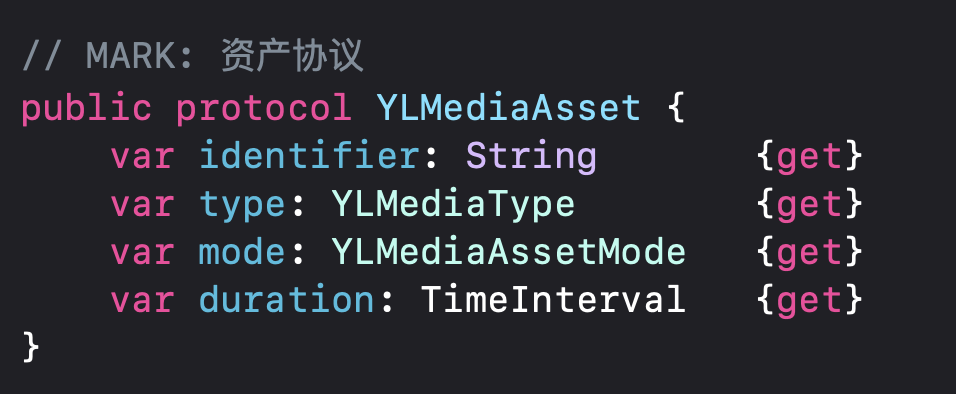 // MARK: 资产协议
public protocol YLMediaAsset {
    var identifier: String       {get}
    var type: YLMediaType        {get}
    var mode: YLMediaAssetMode   {get}
    var duration: TimeInterval   {get}
}